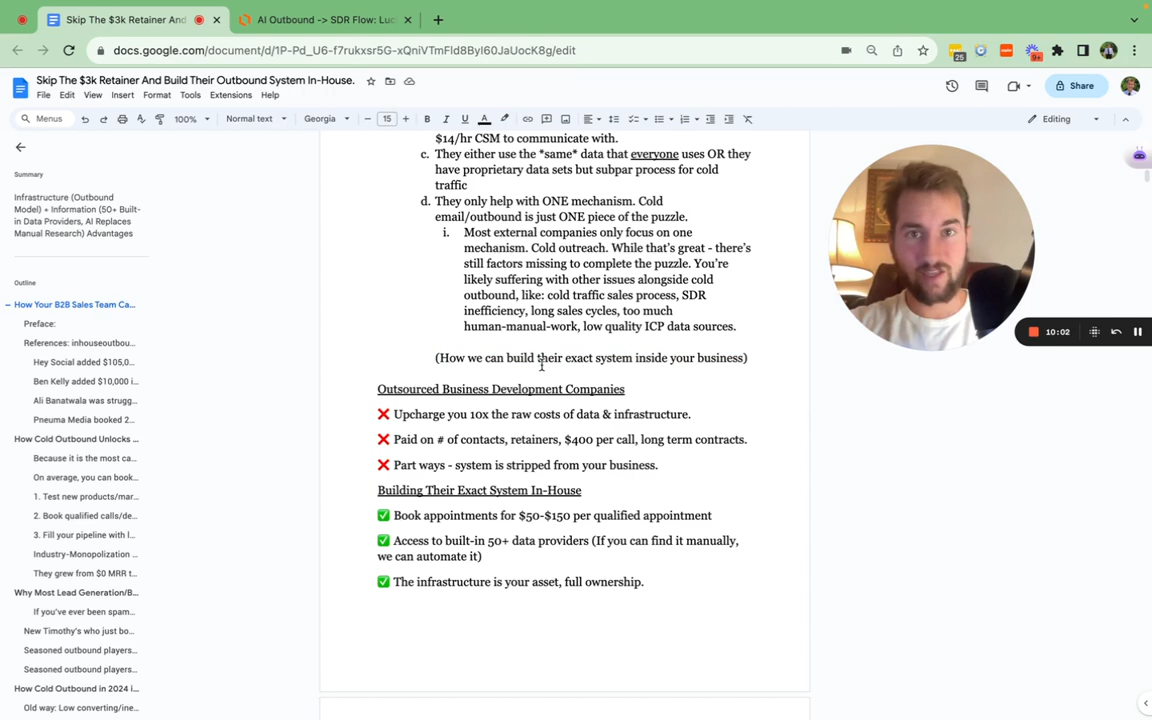 Skip The $3k Retainer And
AI Outbound -> SDR Flow: Luc
docs.google.com/document/d/1P-Pd_U6-f7rukxsr5G-xQniVTmFld8Byl60JaUocK8g/edit
25
9+
Skip The $3k Retainer And Build Their Outbound System In-House.
File Edit View Insert Format Tools Extensions Help
Share
Menus
100%
Normal text
Georgia
15
B I U A
Editing
Summary
Infrastructure (Outbound
Model) + Information (50+ Built-
in Data Providers, AI Replaces
Manual Research) Advantages
Outline
How Your B2B Sales Team Ca...
Preface:
References: inhouseoutbou...
Hey Social added $105,0...
Ben Kelly added $10,000 i...
Ali Banatwala was strugg...
Pneuma Media booked 2...
How Cold Outbound Unlocks ...
Because it is the most ca...
On average, you can book...
1. Test new products/mar...
2. Book qualified calls/de...
3. Fill your pipeline with l...
Industry-Monopolization ...
They grew from $0 MRR t...
Why Most Lead Generation/B...
If you've ever been spam...
New Timothy's who just bo...
Seasoned outbound players...
Seasoned outbound players...
How Cold Outbound in 2024 i...
Old way: Low converting/ine...
$14/hr CSM to communicate with.
c. They either use the *same* data that everyone uses OR they
have proprietary data sets but subpar process for cold
traffic
d. They only help with ONE mechanism. Cold
email/outbound is just ONE piece of the puzzle.
i. Most external companies only focus on one
mechanism. Cold outreach. While that's great - there's
still factors missing to complete the puzzle. You're
likely suffering with other issues alongside cold
outbound, like: cold traffic sales process, SDR
inefficiency, long sales cycles, too much
human-manual-work, low quality ICP data sources.
(How we can build their exact system inside your business)
Outsourced Business Development Companies
❌ Upcharge you 10x the raw costs of data & infrastructure.
❌ Paid on # of contacts, retainers, $400 per call, long term contracts.
❌ Part ways - system is stripped from your business.
Building Their Exact System In-House
✅ Book appointments for $50-$150 per qualified appointment
✅ Access to built-in 50+ data providers (If you can find it manually,
we can automate it)
✅ The infrastructure is your asset, full ownership.
10:02